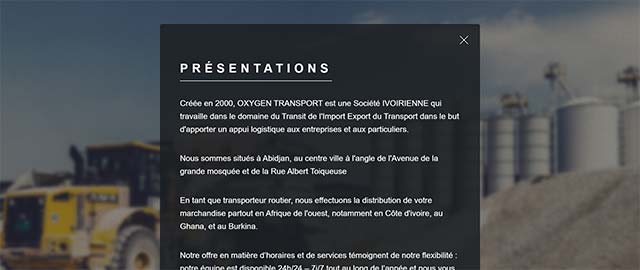 PRÉSENTATIONS
Créée en 2000, OXYGEN TRANSPORT est une Société IVOIRIENNE qui
travaille dans le domaine du Transit de l'Import Export du Transport dans le but
d'apporter un appui logistique aux entreprises et aux particuliers.
Nous sommes situés à Abidjan, au centre ville à l'angle de l'Avenue de la
grande mosquée et de la Rue Albert Toiqueuse
En tant que transporteur routier, nous effectuons la distribution de votre
marchandise partout en Afrique de l'ouest, notamment en Côte d'ivoire, au
Ghana, et au Burkina.
Notre offre en matière d'horaires et de services témoignent de notre flexibilité :
notre équipe est disponible 24h/24 – 7j/7 tout au long de l'année et nous vous